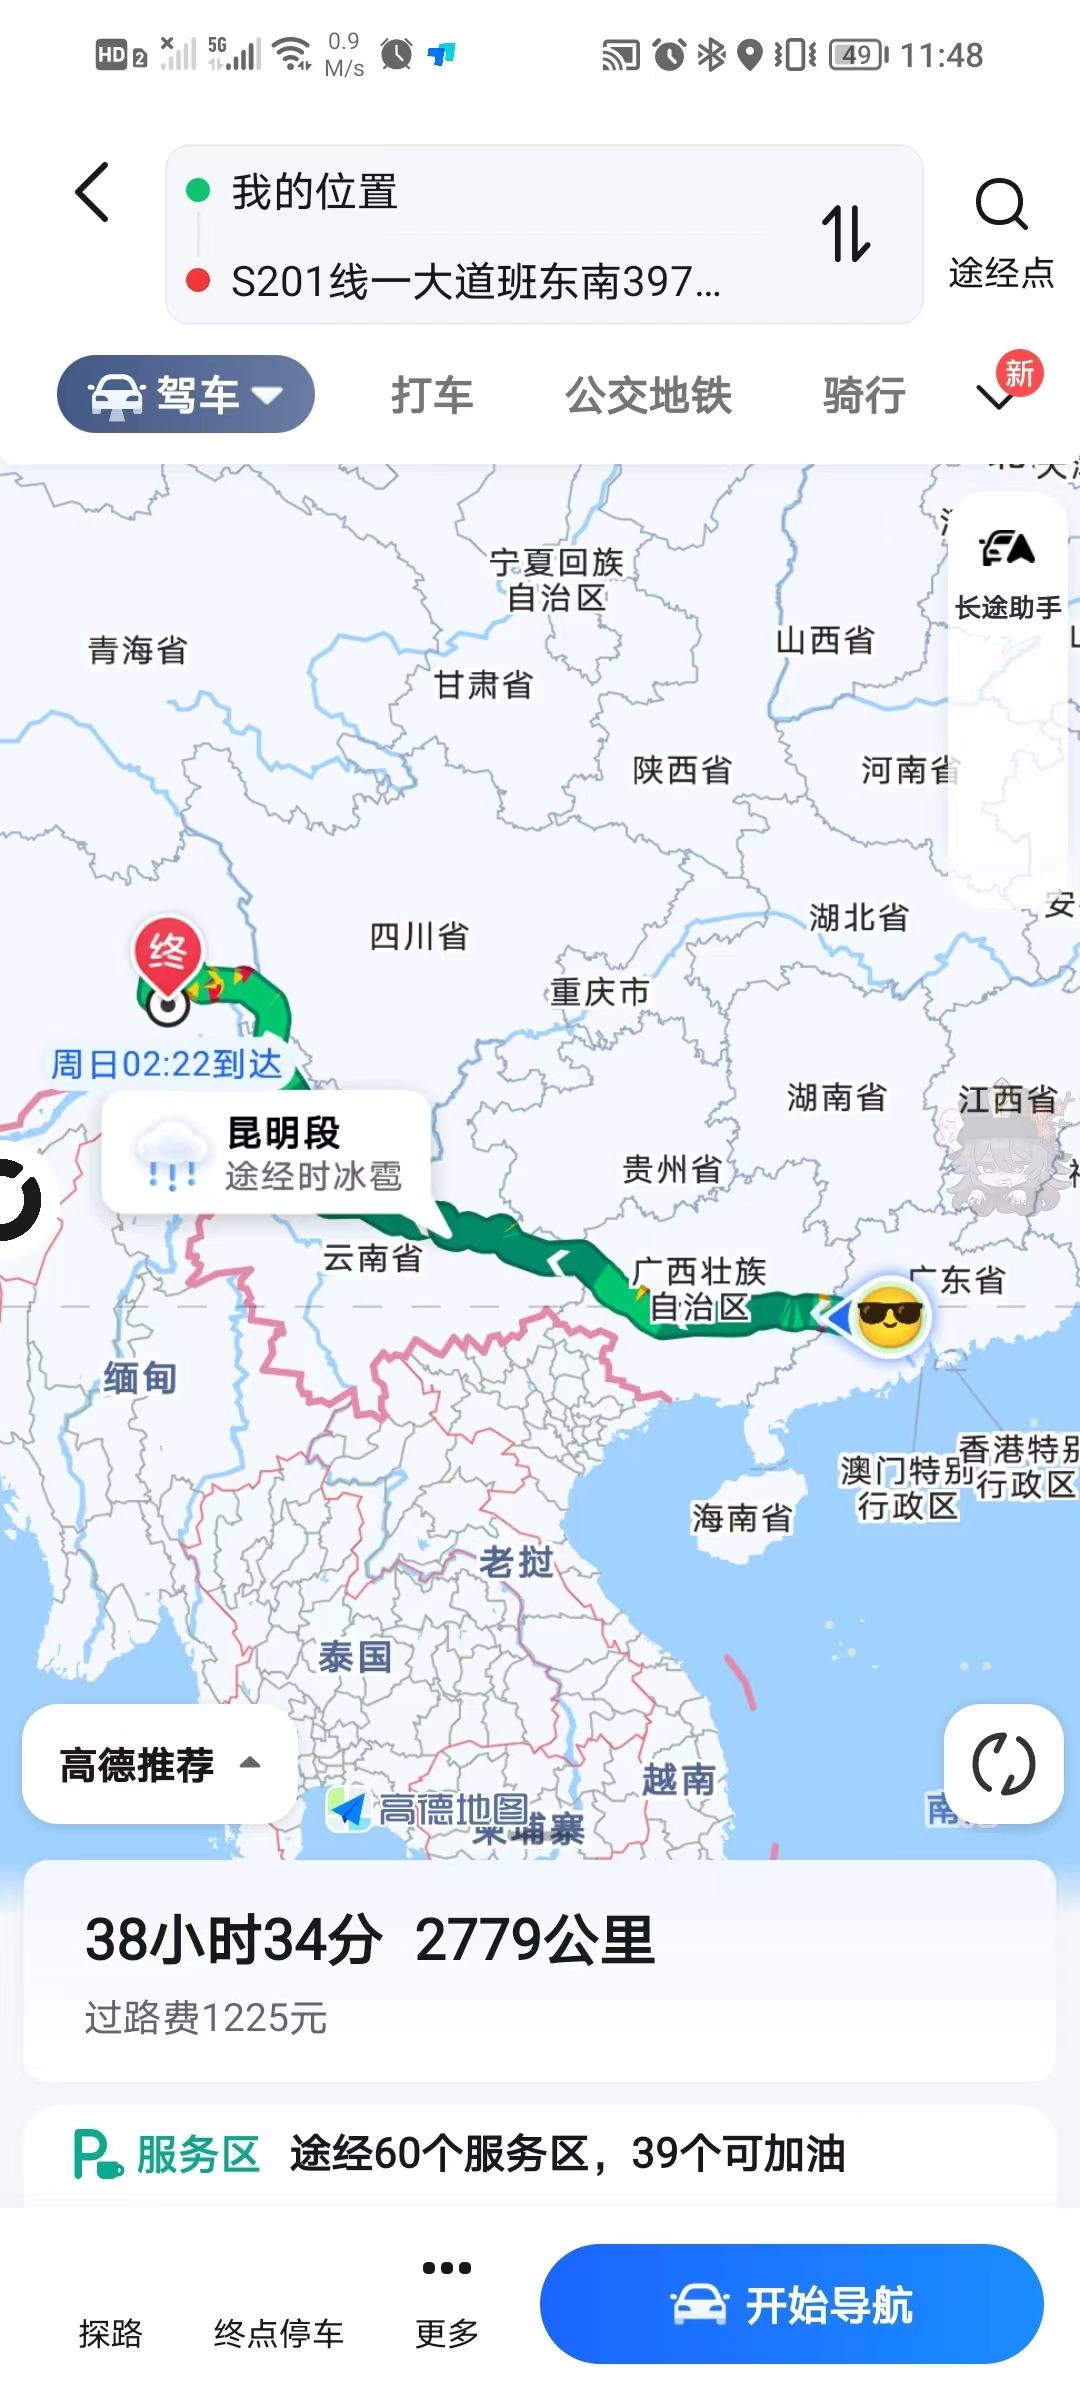 HD 2 5G 0.9 M/s 49 11:48
我的位置
S201线一大道班东南397...
途经点
驾车 打车 公交地铁 骑行 新
宁夏回族
自治区
长途助手
青海省
山西省
甘肃省
陕西省
河南省
湖北省
四川省
终
重庆市
周日02:22到达
湖南省
江西省
昆明段
途经时冰雹
贵州省
云南省
广西壮族
自治区
广东省
缅甸
香港特别
行政区
澳门特别
行政区
海南省
老挝
泰国
高德推荐
越南
高德地图
柬埔寨
38小时34分 2779公里
过路费1225元
服务区 途经60个服务区，39个可加油
探路 终点停车 更多 开始导航